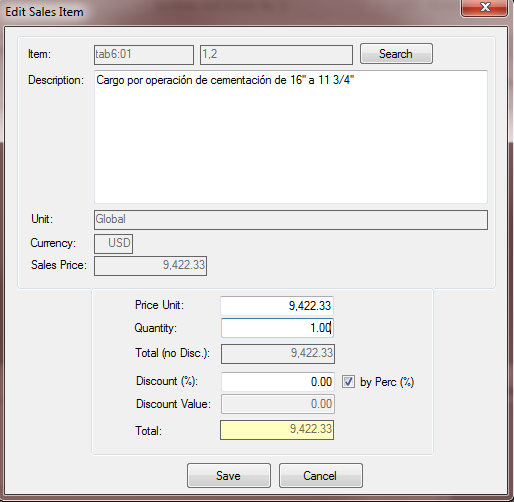 Edit Sales Item
Item: tab6:01 1,2 Search
Description: Cargo por operación de cementación de 16" a 11 3/4"
Unit: Global
Currency: USD
Sales Price: 9,422.33
Price Unit: 9,422.33
Quantity: 1.00
Total (no Disc.): 9,422.33
Discount (%): 0.00 by Perc (%)
Discount Value: 0.00
Total: 9,422.33
Save Cancel